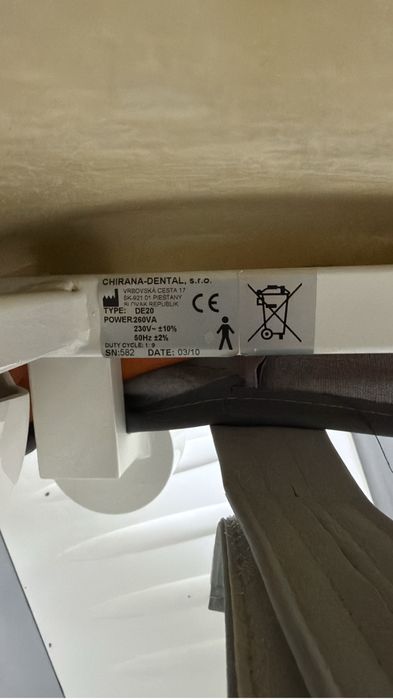 CHIRANA-DENTAL, s.r.o.
VRBOVSKÁ CESTA 17
SK-921 01 PIEŠŤANY
SLOVAK REPUBLIK
TYPE: DE20
POWER:260VA
230V~ ±10%
50Hz ±2%
DUTY CYCLE: 1: 9
SN:582 DATE: 03/10
CE